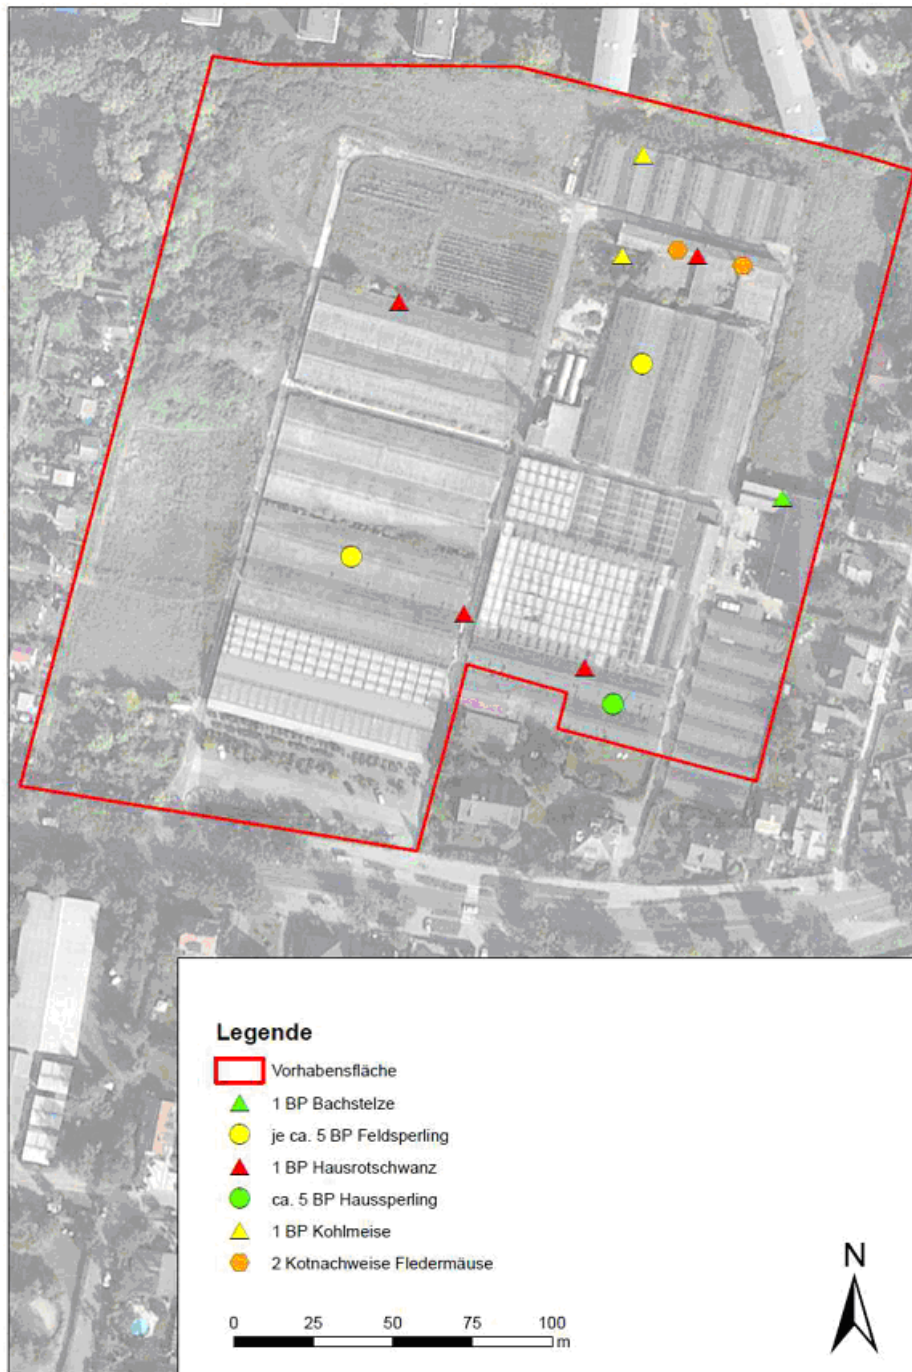 Legende
Vorhabensfläche
1 BP Bachstelze
je ca. 5 BP Feldsperling
1 BP Hausrotschwanz
ca. 5 BP Haussperling
1 BP Kohlmeise
2 Kotnachweise Fledermäuse
N
0 25 50 75 100
m